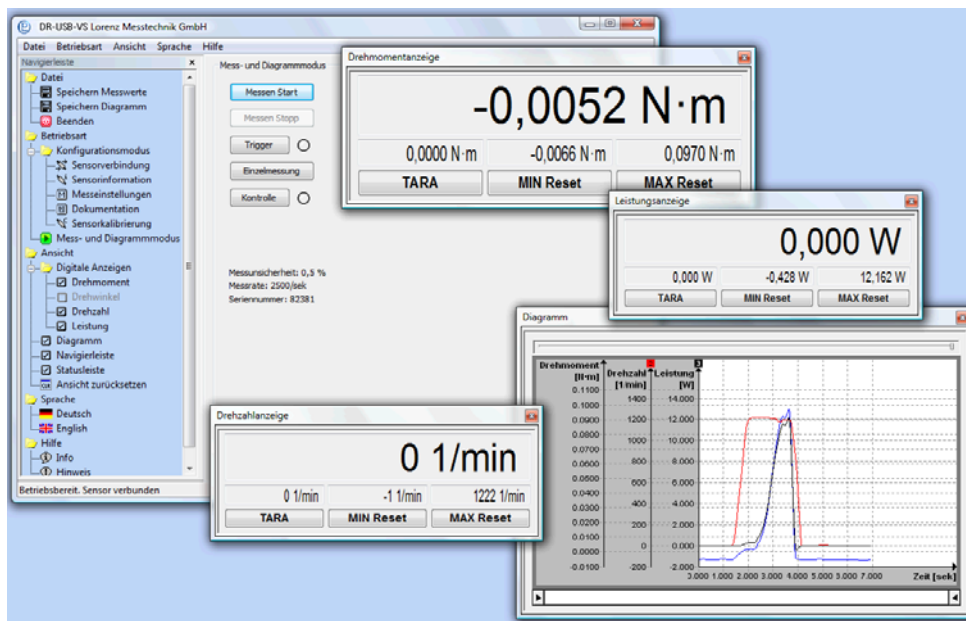 DR-USB-VS Lorenz Messtechnik GmbH
Datei Betriebsart Ansicht Sprache Hilfe
Navigierleiste
Datei
Speichern Messwerte
Speichern Diagramm
Beenden
Betriebsart
Konfigurationsmodus
Sensorverbindung
Sensorinformation
Messeinstellungen
Dokumentation
Sensorkalibrierung
Mess- und Diagrammmodus
Ansicht
Digitale Anzeigen
Drehmoment
Drehwinkel
Drehzahl
Leistung
Diagramm
Navigierleiste
Statusleiste
Ansicht zurücksetzen
Sprache
Deutsch
English
Hilfe
Info
Hinweis
Betriebsbereit. Sensor verbunden
Mess- und Diagrammmodus
Messen Start
Messen Stopp
Trigger
Einzelmessung
Kontrolle
Messunsicherheit: 0,5 %
Messrate: 2500/sek
Seriennummer: 82381
Drehmomentanzeige
-0,0052 N·m
0,0000 N·m -0,0066 N·m 0,0970 N·m
TARA MIN Reset MAX Reset
Leistungsanzeige
0,000 W
0,000 W -0,428 W 12,162 W
TARA MIN Reset MAX Reset
Drehzahlanzeige
0 1/min
0 1/min -1 1/min 1222 1/min
TARA MIN Reset MAX Reset
Diagramm
Drehmoment Drehzahl Leistung
[N·m] [1/min] [W]
0.1100 1400 14.000
0.1000
0.0900 1200 12.000
0.0800 1000 10.000
0.0700
0.0600 800 8.000
0.0500 600 6.000
0.0400
0.0300 400 4.000
0.0200 200 2.000
0.0100
0.0000 0 0.000
-0.0100 -200 -2.000
3.000 1.000 2.000 3.000 4.000 5.000 3.000 7.000 Zeit [sek]